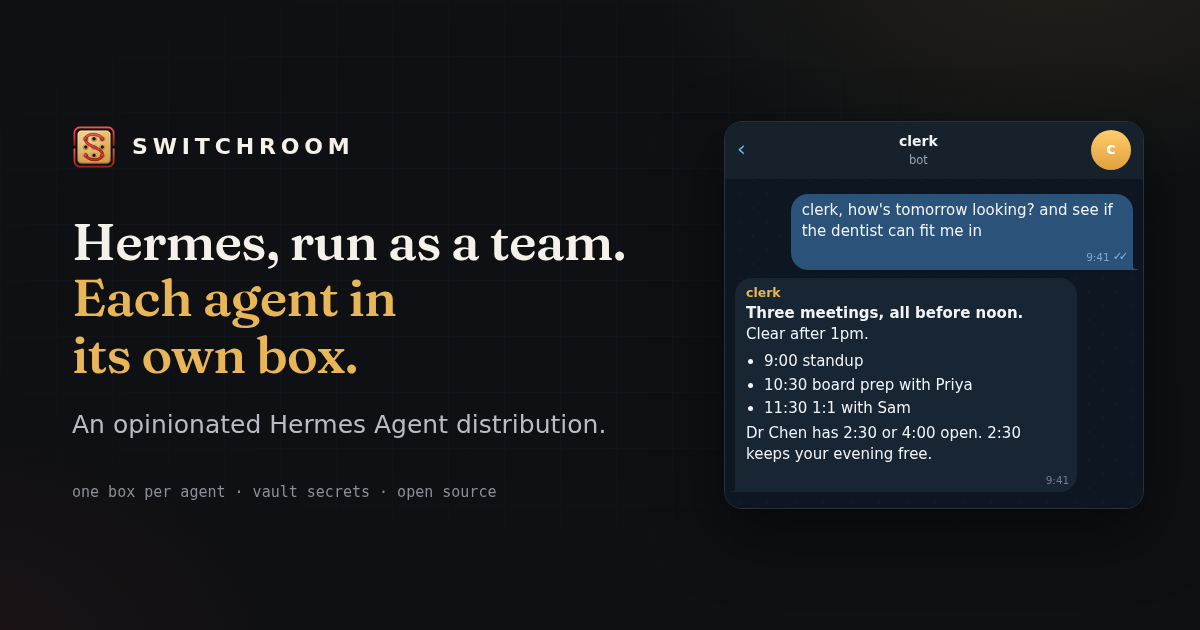 SWITCHROOM
Hermes, run as a team.
Each agent in
its own box.
An opinionated Hermes Agent distribution.
one box per agent · vault secrets · open source
clerk
bot
c
clerk, how's tomorrow looking? and see if
the dentist can fit me in
9:41 ✓✓
clerk
Three meetings, all before noon.
Clear after 1pm.
• 9:00 standup
• 10:30 board prep with Priya
• 11:30 1:1 with Sam
Dr Chen has 2:30 or 4:00 open. 2:30
keeps your evening free.
9:41